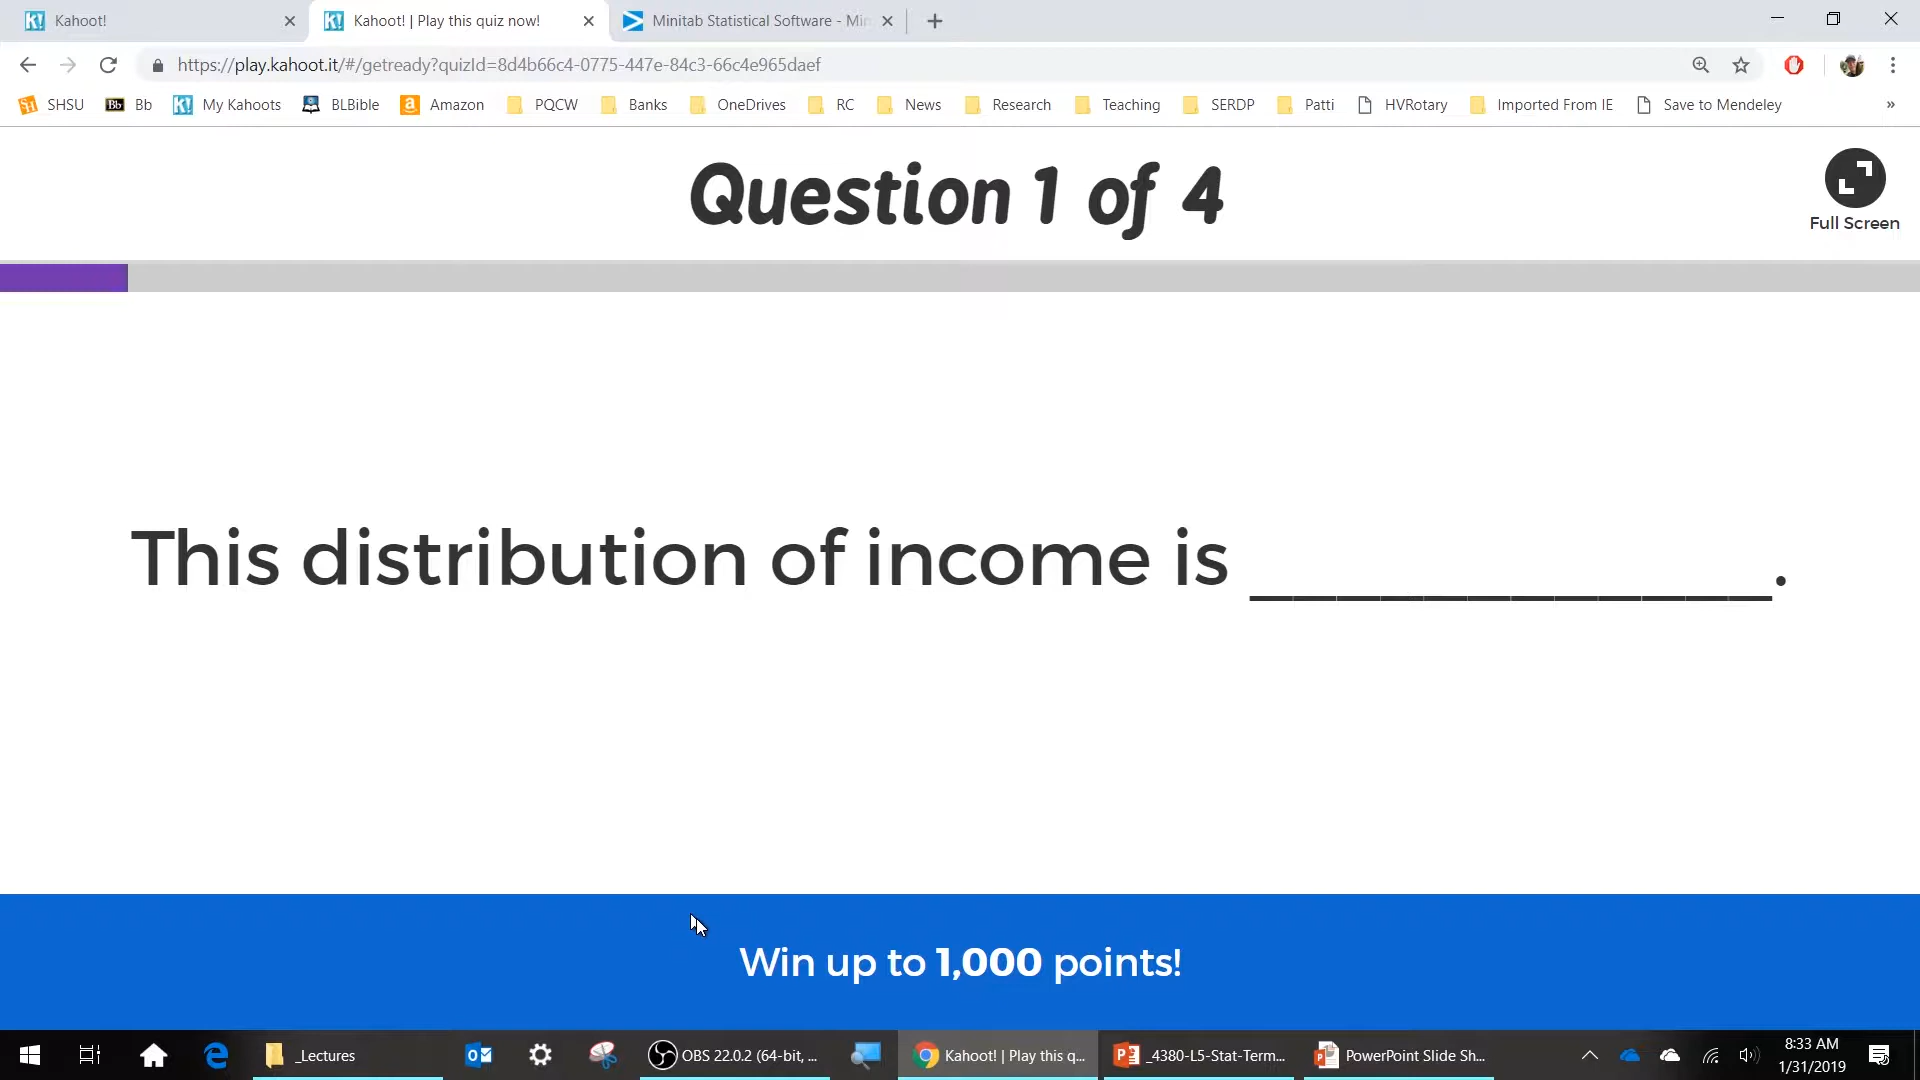 Kahoot!
Kahoot! | Play this quiz now!
Minitab Statistical Software - Min
https://play.kahoot.it/#/getready?quizId=8d4b66c4-0775-447e-84c3-66c4e965daef
SHSU
Bb
Bb
My Kahoots
BLBible
Amazon
PQCW
Banks
OneDrives
RC
News
Research
Teaching
SERDP
Patti
HVRotary
Imported From IE
Save to Mendeley
»
Question 1 of 4
Full Screen
This distribution of income is ____________.
Win up to 1,000 points!
_Lectures
OBS 22.0.2 (64-bit, ...
Kahoot! | Play this q...
_4380-L5-Stat-Term...
PowerPoint Slide Sh...
8:33 AM
1/31/2019